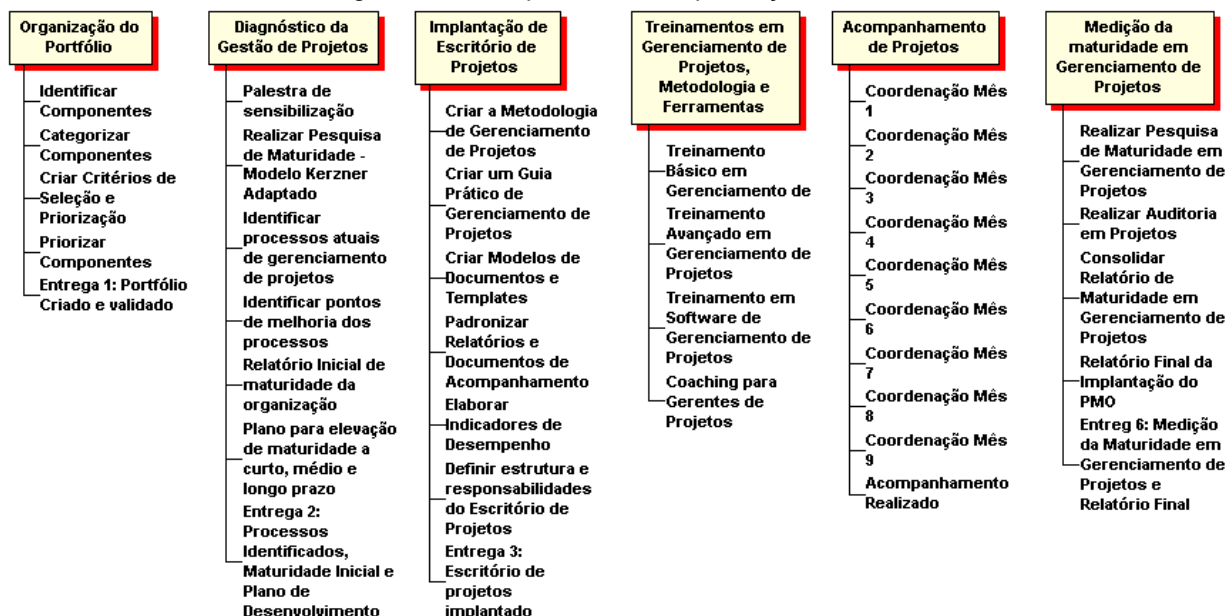 Organização do
Portfólio
Identificar
Componentes
Categorizar
Componentes
Criar Critérios de
Seleção e
Priorização
Priorizar
Componentes
Entrega 1: Portfólio
Criado e validado
Diagnóstico da
Gestão de Projetos
Palestra de
sensibilização
Realizar Pesquisa
de Maturidade -
Modelo Kerzner
Adaptado
Identificar
processos atuais
de gerenciamento
de projetos
Identificar pontos
de melhoria dos
processos
Relatório Inicial de
maturidade da
organização
Plano para elevação
de maturidade a
curto, médio e
longo prazo
Entrega 2:
Processos
Identificados,
Maturidade Inicial e
Plano de
Desenvolvimento
Implantação de
Escritório de
Projetos
Criar a Metodologia
de Gerenciamento
de Projetos
Criar um Guia
Prático de
Gerenciamento de
Projetos
Criar Modelos de
Documentos e
Templates
Padronizar
Relatórios e
Documentos de
Acompanhamento
Elaborar
Indicadores de
Desempenho
Definir estrutura e
responsabilidades
do Escritório de
Projetos
Entrega 3:
Escritório de
projetos
implantado
Treinamentos em
Gerenciamento de
Projetos,
Metodologia e
Ferramentas
Treinamento
Básico em
Gerenciamento de
Treinamento
Avançado em
Gerenciamento de
Projetos
Treinamento em
Software de
Gerenciamento de
Projetos
Coaching para
Gerentes de
Projetos
Acompanhamento
de Projetos
Coordenação Mês
1
Coordenação Mês
2
Coordenação Mês
3
Coordenação Mês
4
Coordenação Mês
5
Coordenação Mês
6
Coordenação Mês
7
Coordenação Mês
8
Coordenação Mês
9
Acompanhamento
Realizado
Medição da
maturidade em
Gerenciamento de
Projetos
Realizar Pesquisa
de Maturidade em
Gerenciamento de
Projetos
Realizar Auditoria
em Projetos
Consolidar
Relatório de
Maturidade em
Gerenciamento de
Projetos
Relatório Final da
Implantação do
PMO
Entreg 6: Medição
da Maturidade em
Gerenciamento de
Projetos e
Relatório Final